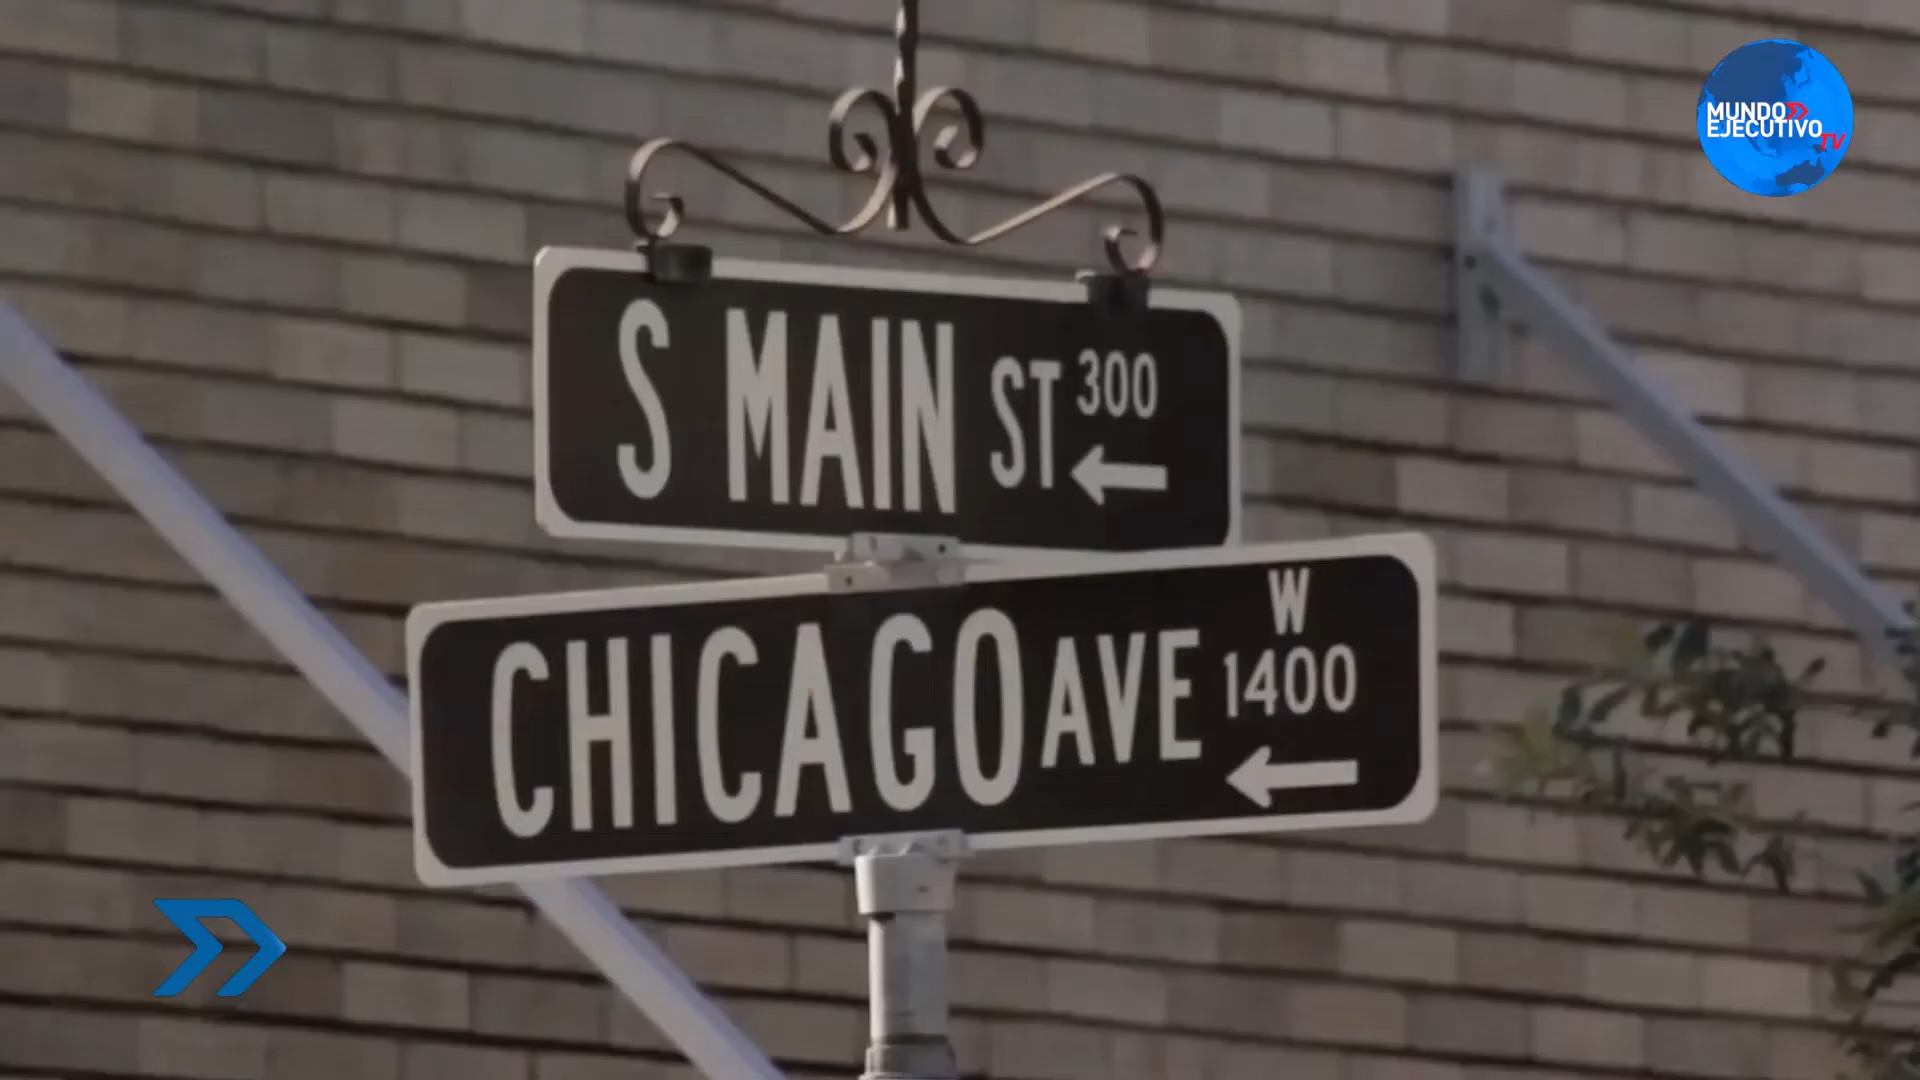 MUNDO
EJECUTIVO
TV
S MAIN ST 300
CHICAGO AVE W 1400